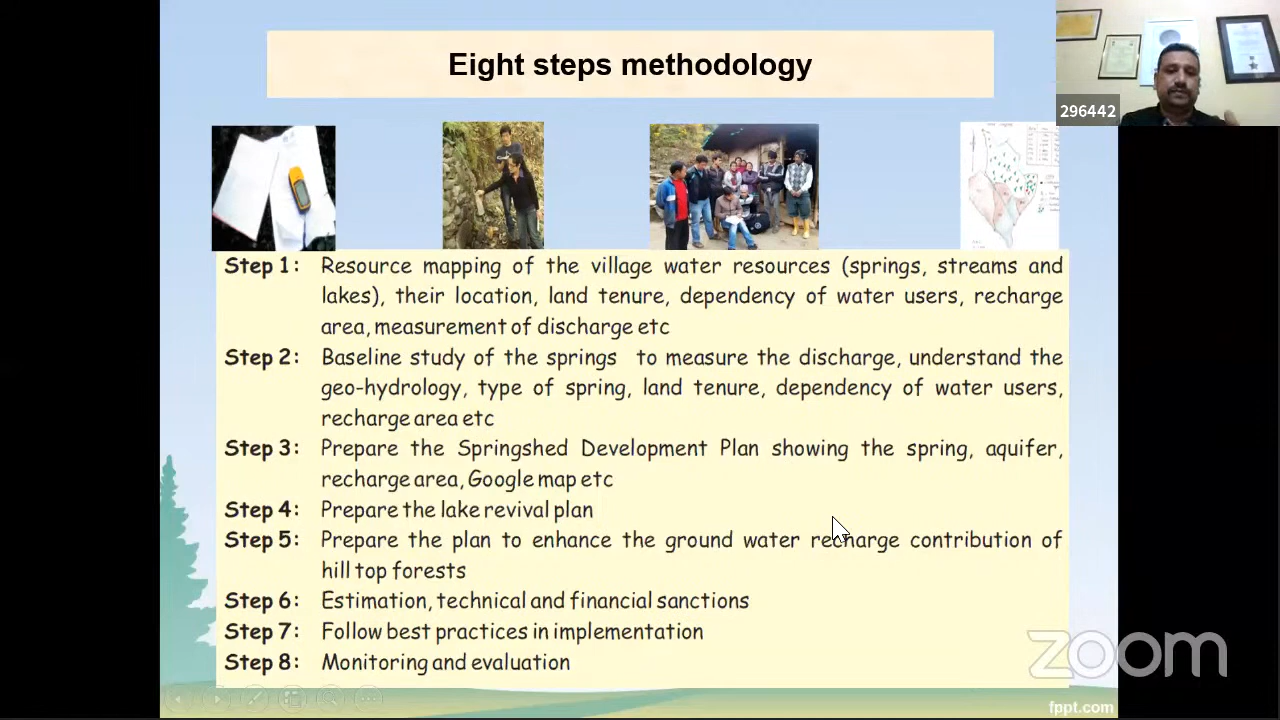 Eight steps methodology
296442
Step 1: Resource mapping of the village water resources (springs, streams and
lakes), their location, land tenure, dependency of water users, recharge
area, measurement of discharge etc
Step 2: Baseline study of the springs to measure the discharge, understand the
geo-hydrology, type of spring, land tenure, dependency of water users,
recharge area etc
Step 3: Prepare the Springshed Development Plan showing the spring, aquifer,
recharge area, Google map etc
Step 4: Prepare the lake revival plan
Step 5: Prepare the plan to enhance the ground water recharge contribution of
hill top forests
Step 6: Estimation, technical and financial sanctions
Step 7: Follow best practices in implementation
Step 8: Monitoring and evaluation
zoom
fppt.com